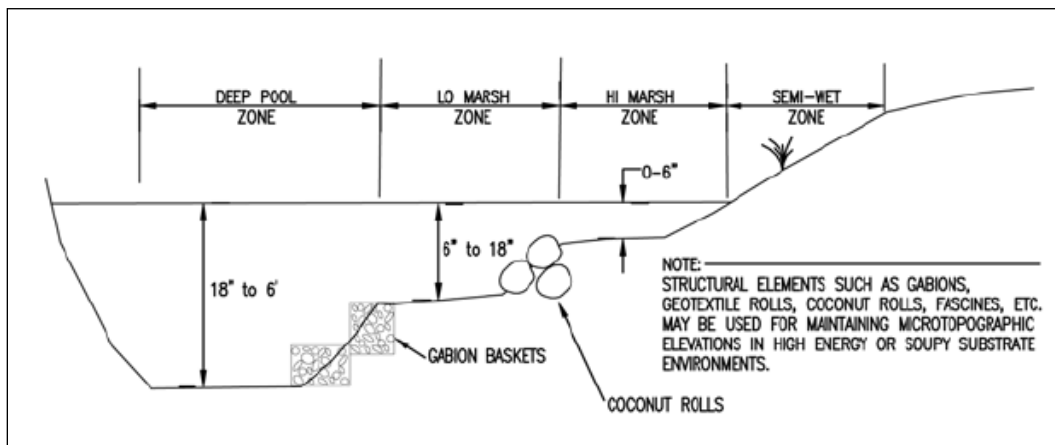 DEEP POOL
ZONE
LO MARSH
ZONE
HI MARSH
ZONE
SEMI-WET
ZONE
0-6"
6" to 18"
18" to 6'
GABION BASKETS
COCONUT ROLLS
NOTE:
STRUCTURAL ELEMENTS SUCH AS GABIONS,
GEOTEXTILE ROLLS, COCONUT ROLLS, FASCINES, ETC.
MAY BE USED FOR MAINTAINING MICROTOPOGRAPHIC
ELEVATIONS IN HIGH ENERGY OR SOUPY SUBSTRATE
ENVIRONMENTS.